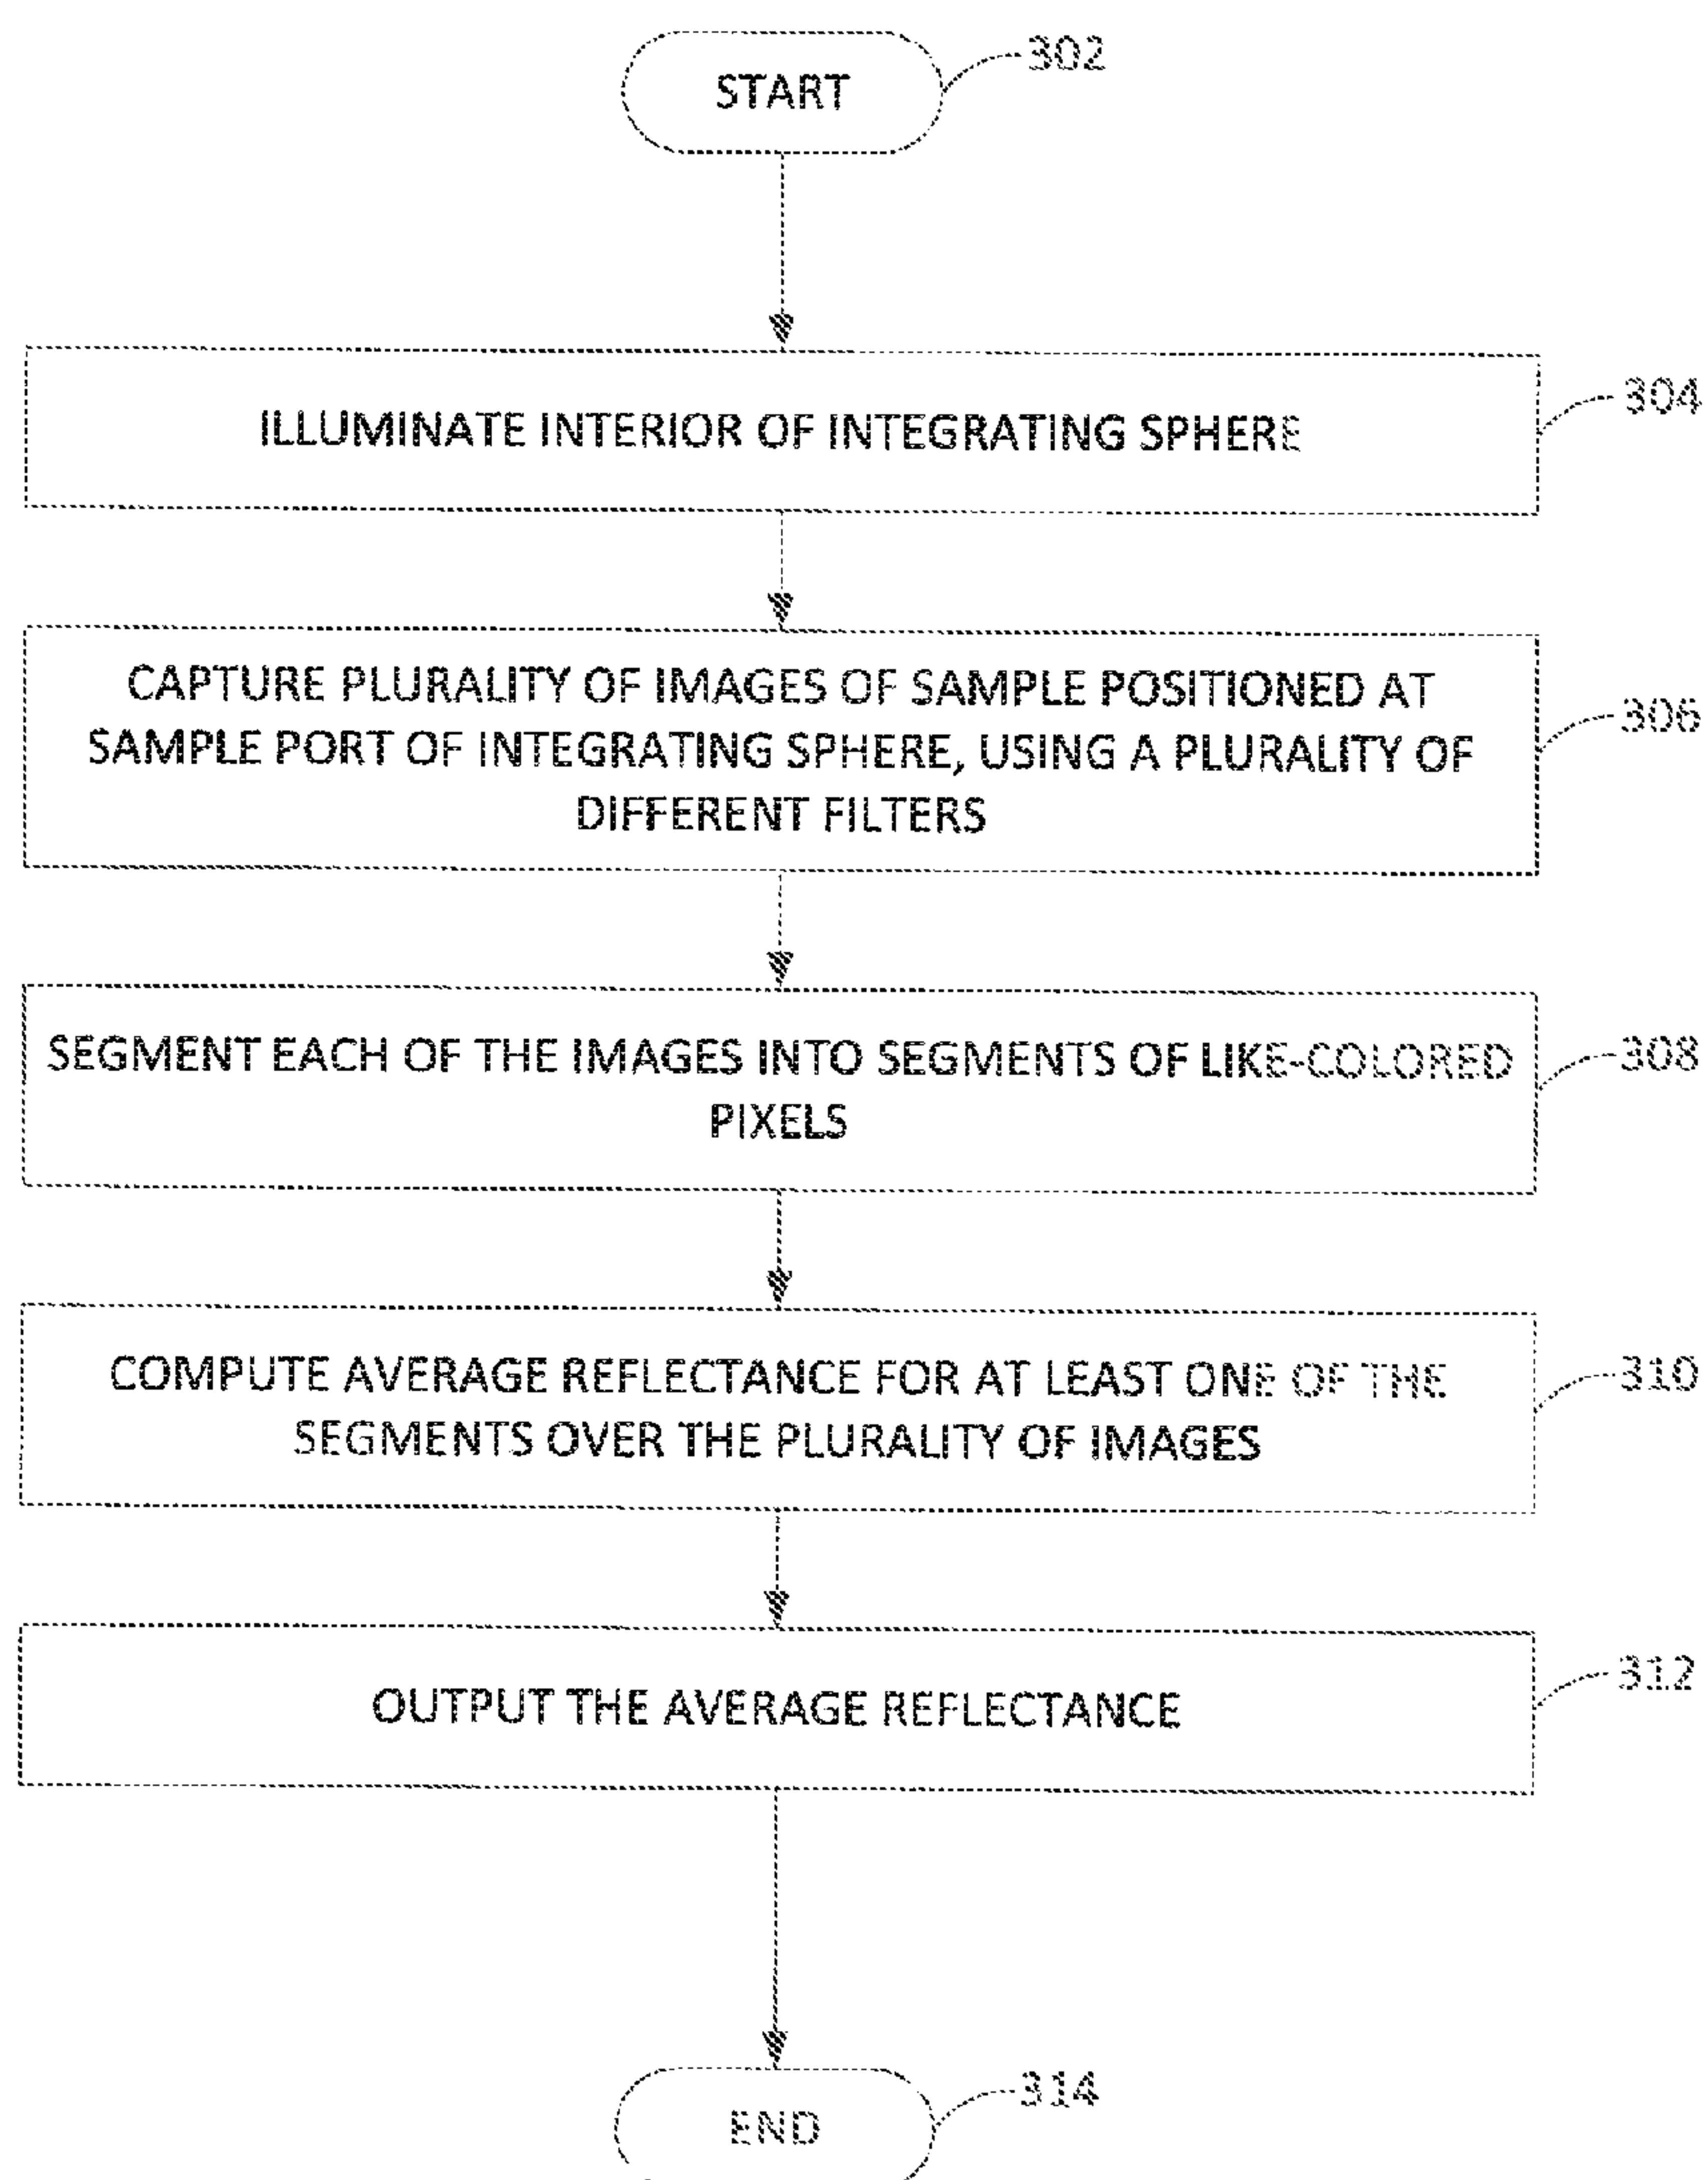 START
302
ILLUMINATE INTERIOR OF INTEGRATING SPHERE
304
CAPTURE PLURALITY OF IMAGES OF SAMPLE POSITIONED AT
SAMPLE PORT OF INTEGRATING SPHERE, USING A PLURALITY OF
DIFFERENT FILTERS
306
SEGMENT EACH OF THE IMAGES INTO SEGMENTS OF LIKE-COLORED
PIXELS
308
COMPUTE AVERAGE REFLECTANCE FOR AT LEAST ONE OF THE
SEGMENTS OVER THE PLURALITY OF IMAGES
310
OUTPUT THE AVERAGE REFLECTANCE
312
END
314